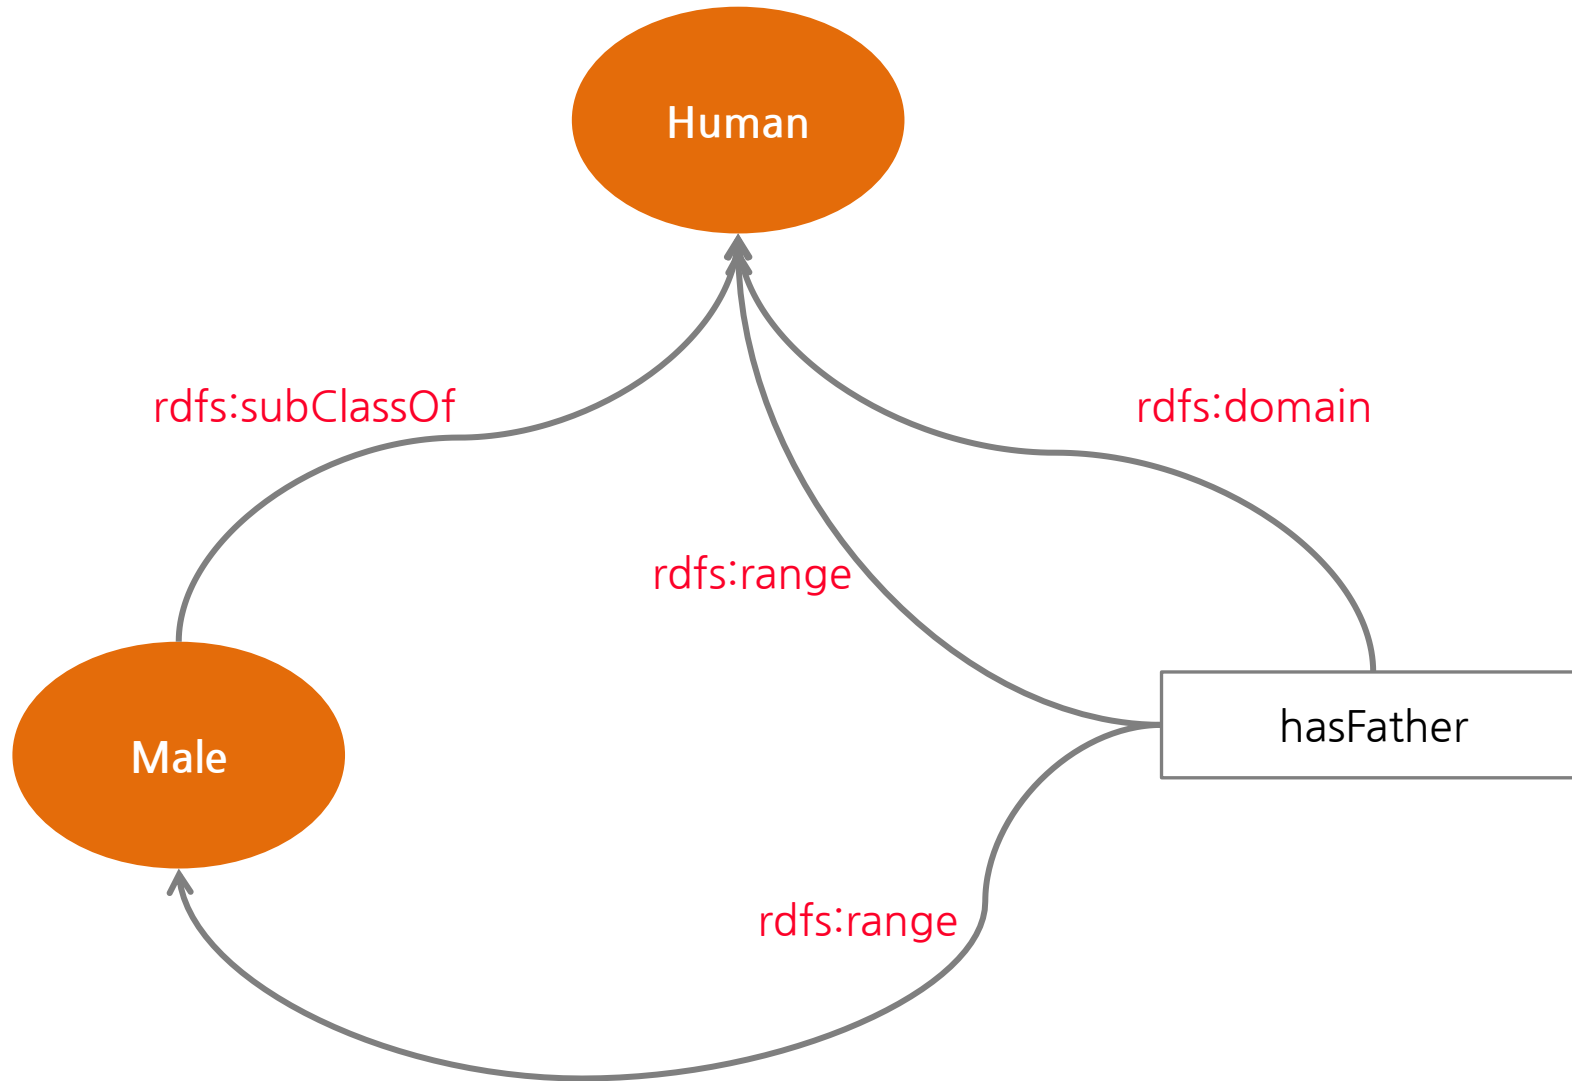 Human
rdfs:subClassOf
rdfs:domain
rdfs:range
hasFather
Male
rdfs:range